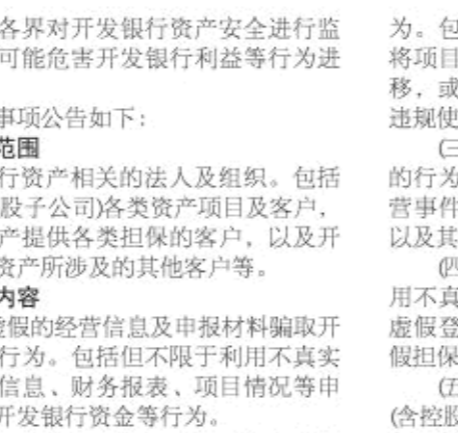 各界对开发银行资产安全进行监
可能危害开发银行利益等行为进
事项公告如下：
范围
行资产相关的法人及组织。包括
股子公司)各类资产项目及客户，
产提供各类担保的客户，以及开
资产所涉及的其他客户等。
内容
虚假的经营信息及申报材料骗取开
行为。包括但不限于利用不真实
信息、财务报表、项目情况等申
开发银行资金等行为。
为。包
将项目
移，或
违规使
(三
的行为
营事件
以及其
(四
用不真
虚假登
假担保
(五
(含控股